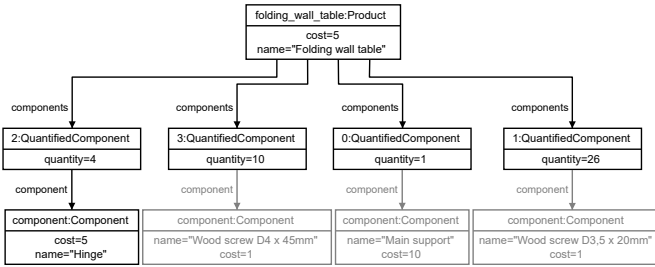 folding_wall_table:Product
cost=5
name="Folding wall table"
components
components
components
components
2:QuantifiedComponent
quantity=4
3:QuantifiedComponent
quantity=10
0:QuantifiedComponent
quantity=1
1:QuantifiedComponent
quantity=26
component
component
component
component
component:Component
cost=5
name="Hinge"
component:Component
name="Wood screw D4 x 45mm"
cost=1
component:Component
name="Main support"
cost=10
component:Component
name="Wood screw D3,5 x 20mm"
cost=1